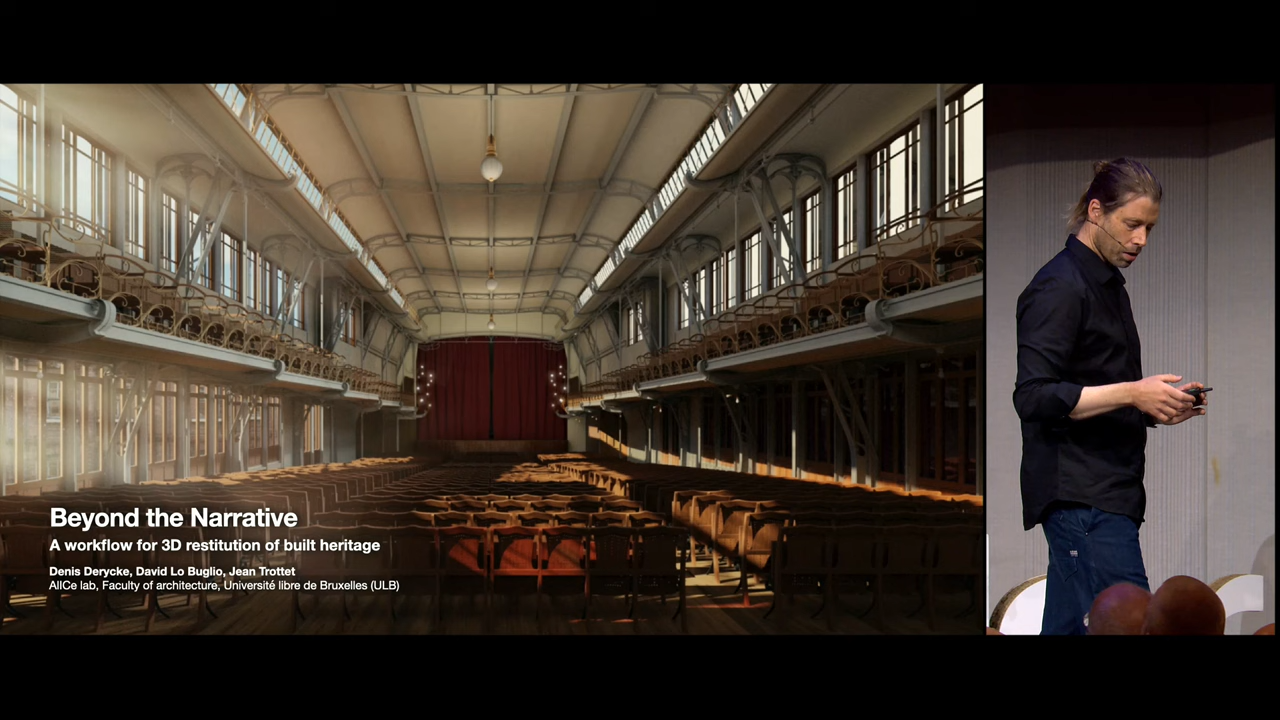 Beyond the Narrative
A workflow for 3D restitution of built heritage
Denis Derycke, David Lo Buglio, Jean Trottet
AlICe lab, Faculty of architecture, Université libre de Bruxelles (ULB)